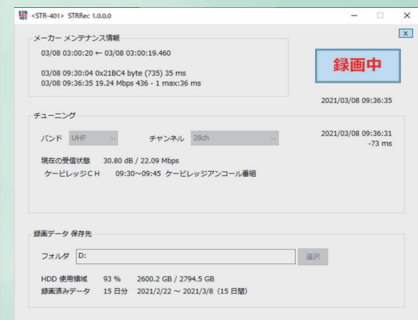 <STR-401> STRRec 1.0.0.0
メーカー メンテナンス情報
03/08 03:00:20 ← 03/08 03:00:19.460
03/08 09:30:04 0x21BC4 byte (735) 35 ms
03/08 09:36:35 19.24 Mbps 436 - 1 max:36 ms
x
録画中
2021/03/08 09:36:35
チューニング
バンド UHF チャンネル 28ch
2021/03/08 09:36:31
-73 ms
現在の受信状態 30.80 dB / 22.09 Mbps
ケービレッジCH 09:30～09:45 ケービレッジアンコール番組
録画データ 保存先
フォルダ D: 選択
HDD 使用領域 93 % 2600.2 GB / 2794.5 GB
録画済みデータ 15 日分 2021/2/22 ～ 2021/3/8（15 日間）